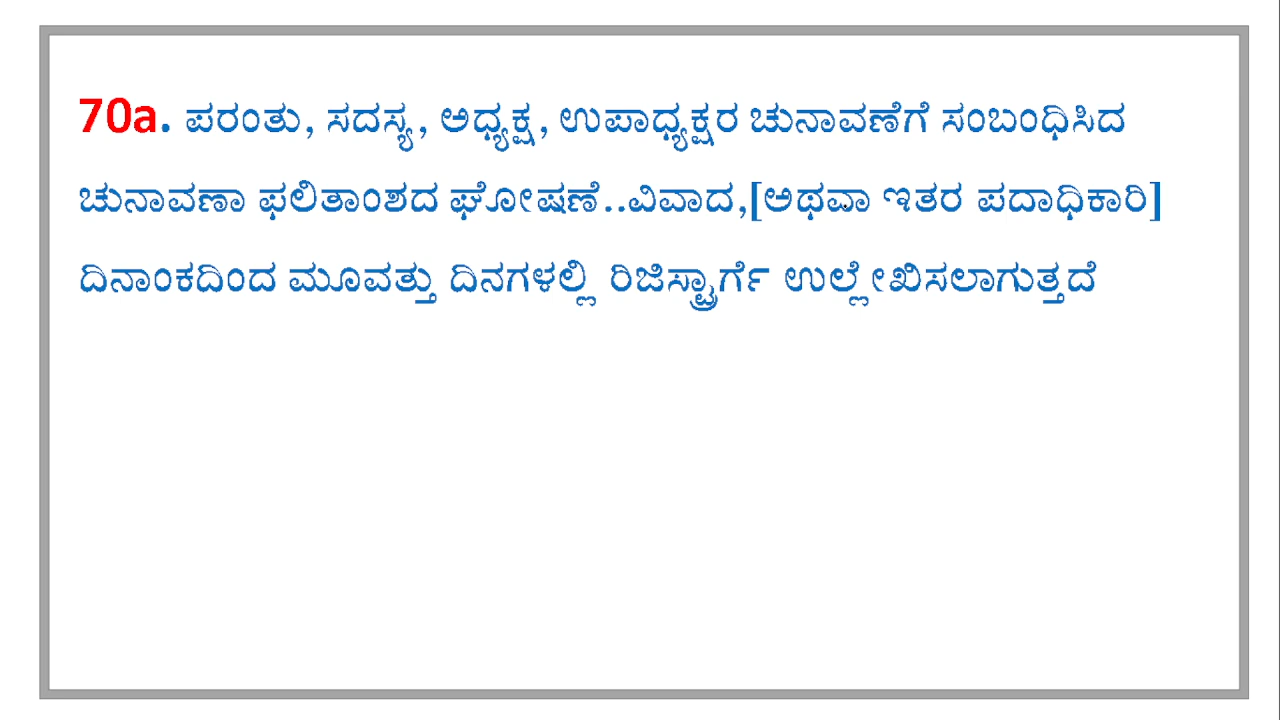 70a. ಪರಂತು, ಸದಸ್ಯ, ಅಧ್ಯಕ್ಷ, ಉಪಾಧ್ಯಕ್ಷರ ಚುನಾವಣೆಗೆ ಸಂಬಂಧಿಸಿದ
ಚುನಾವಣಾ ಫಲಿತಾಂಶದ ಘೋಷಣೆ..ವಿವಾದ,[ಅಥವಾ ಇತರ ಪದಾಧಿಕಾರಿ]
ದಿನಾಂಕದಿಂದ ಮೂವತ್ತು ದಿನಗಳಲ್ಲಿ ರಿಜಿಸ್ಟ್ರಾರ್ಗೆ ಉಲ್ಲೇಖಿಸಲಾಗುತ್ತದೆ